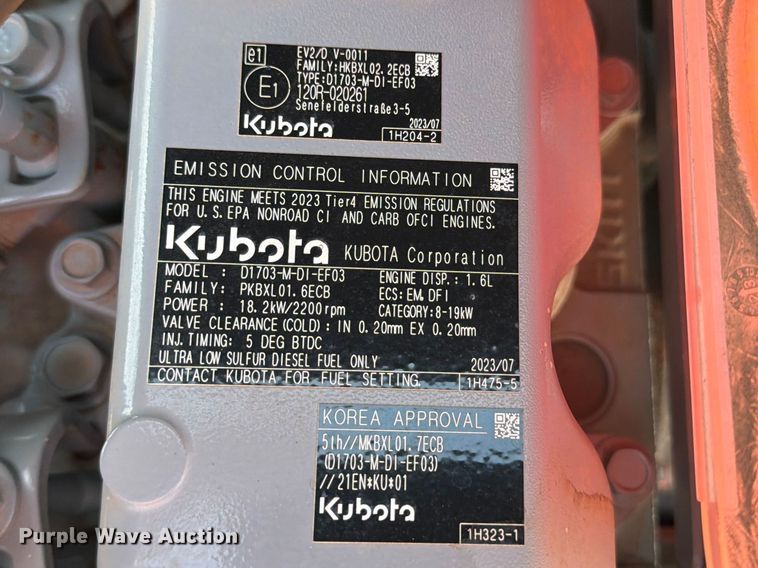 e1
E1
EV2/D V-0011
FAMILY:HKBXL02.2ECB
TYPE:D1703-M-DI-EF03
120R-020261
Senefelderstraße3-5
Kubota
2023/07
1H204-2
EMISSION CONTROL INFORMATION
THIS ENGINE MEETS 2023 Tier4 EMISSION REGULATIONS
FOR U.S.EPA NONROAD CI AND CARB OFCI ENGINES.
Kubota KUBOTA Corporation
MODEL : D1703-M-DI-EF03 ENGINE DISP.: 1.6L
FAMILY: PKBXL01.6ECB ECS:EM,DFI
POWER : 18.2kW/2200rpm CATEGORY:8-19kW
VALVE CLEARANCE(COLD): IN 0.20mm EX 0.20mm
INJ.TIMING: 5 DEG BTDC
ULTRA LOW SULFUR DIESEL FUEL ONLY 2023/07
CONTACT KUBOTA FOR FUEL SETTING. 1H475-5
KOREA APPROVAL
5th//MKBXL01.7ECB
(D1703-M-DI-EF03)
//21EN*KU*01
Kubota
1H323-1
Purple Wave Auction